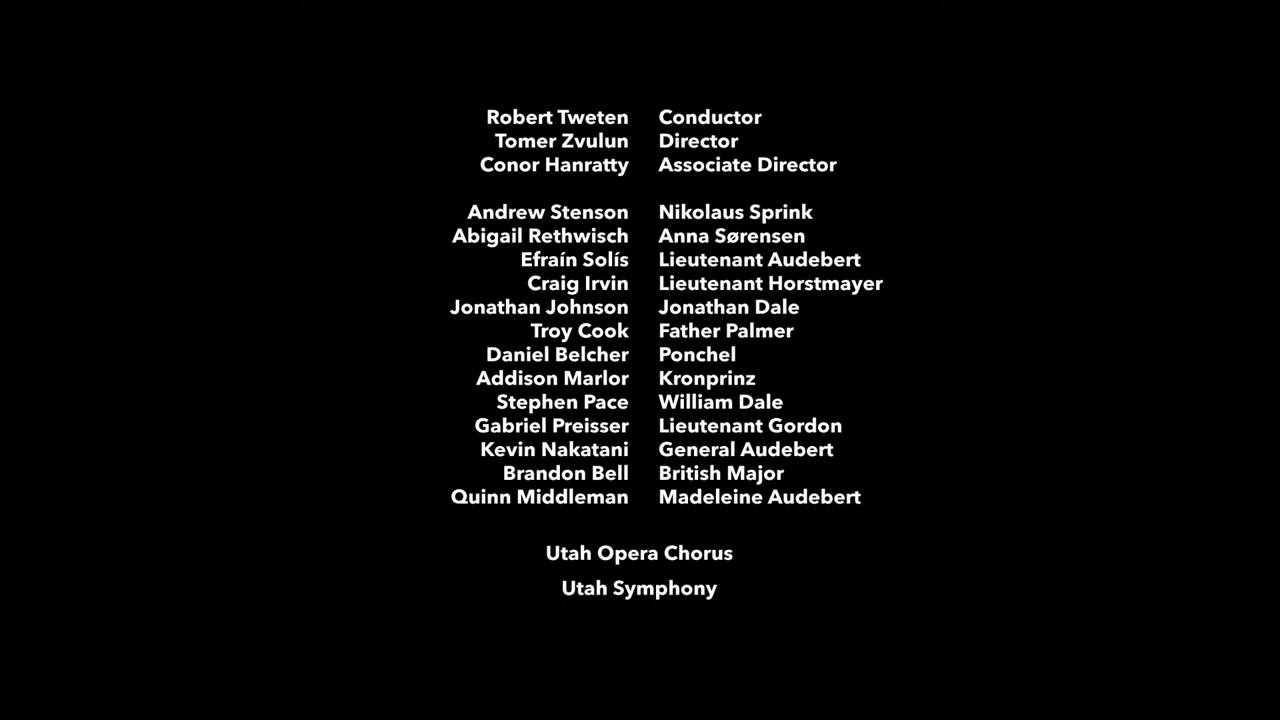 Robert Tweten Conductor
Tomer Zvulun Director
Conor Hanratty Associate Director
Andrew Stenson Nikolaus Sprink
Abigail Rethwisch Anna Sørensen
Efraín Solís Lieutenant Audebert
Craig Irvin Lieutenant Horstmayer
Jonathan Johnson Jonathan Dale
Troy Cook Father Palmer
Daniel Belcher Ponchel
Addison Marlor Kronprinz
Stephen Pace William Dale
Gabriel Preisser Lieutenant Gordon
Kevin Nakatani General Audebert
Brandon Bell British Major
Quinn Middleman Madeleine Audebert
Utah Opera Chorus
Utah Symphony